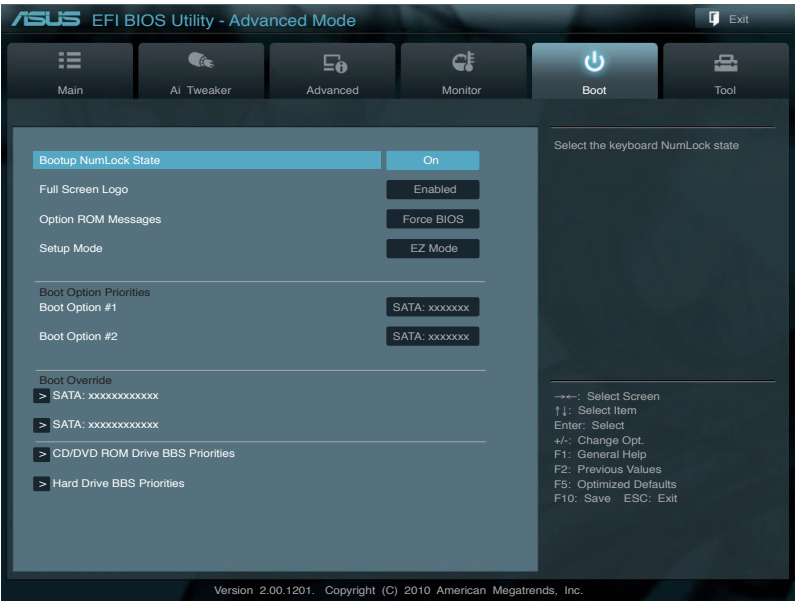 ASUS EFI BIOS Utility - Advanced Mode
Exit
Main
Ai Tweaker
Advanced
Monitor
Boot
Tool
Bootup NumLock State On
Full Screen Logo Enabled
Option ROM Messages Force BIOS
Setup Mode EZ Mode
Boot Option Priorities
Boot Option #1 SATA: xxxxxxx
Boot Option #2 SATA: xxxxxxx
Boot Override
> SATA: xxxxxxxxxxxx
> SATA: xxxxxxxxxxxx
> CD/DVD ROM Drive BBS Priorities
> Hard Drive BBS Priorities
Select the keyboard NumLock state
→←: Select Screen
↑↓: Select Item
Enter: Select
+/-: Change Opt.
F1: General Help
F2: Previous Values
F5: Optimized Defaults
F10: Save ESC: Exit
Version 2.00.1201. Copyright (C) 2010 American Megatrends, Inc.